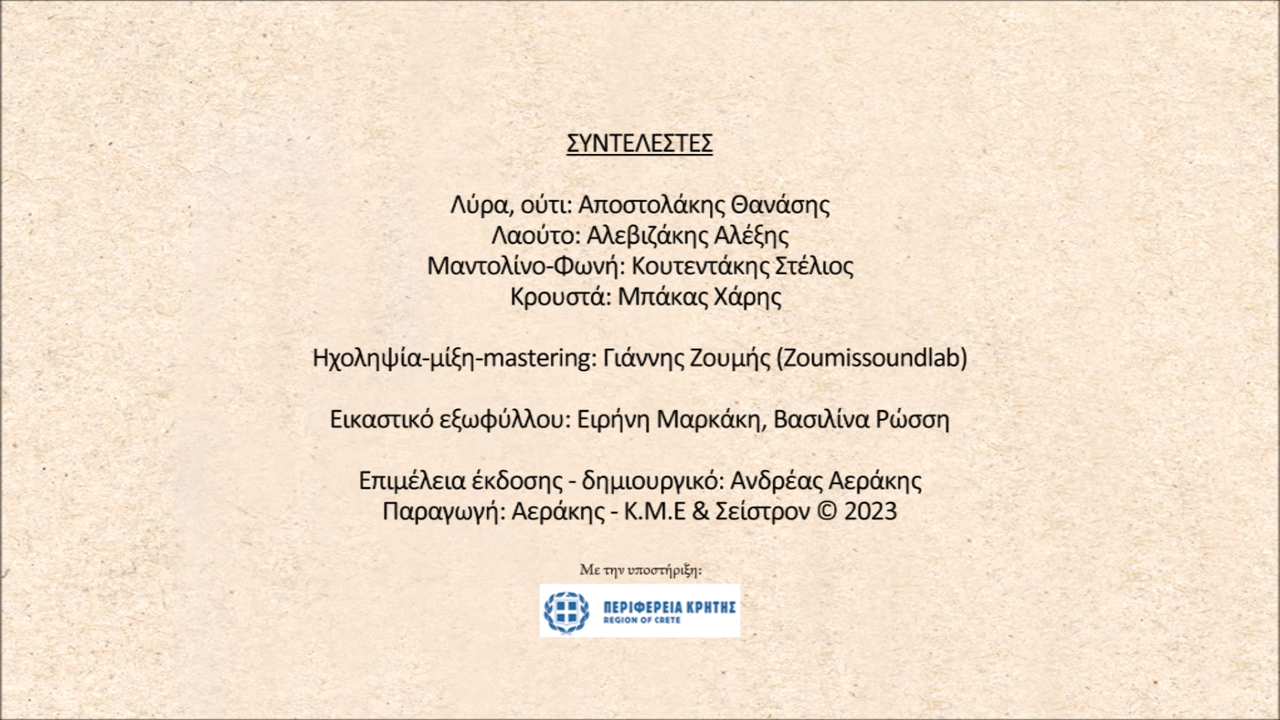 ΣΥΝΤΕΛΕΣΤΕΣ
Λύρα, ούτι: Αποστολάκης Θανάσης
Λαούτο: Αλεβιζάκης Αλέξης
Μαντολίνο-Φωνή: Κουτεντάκης Στέλιος
Κρουστά: Μπάκας Χάρης
Ηχοληψία-μίξη-mastering: Γιάννης Ζουμής (Zoumissoundlab)
Εικαστικό εξωφύλλου: Ειρήνη Μαρκάκη, Βασιλίνα Ρώσση
Επιμέλεια έκδοσης - δημιουργικό: Ανδρέας Αεράκης
Παραγωγή: Αεράκης - Κ.Μ.Ε & Σείστρον © 2023
Με την υποστήριξη:
ΠΕΡΙΦΕΡΕΙΑ ΚΡΗΤΗΣ
REGION OF CRETE